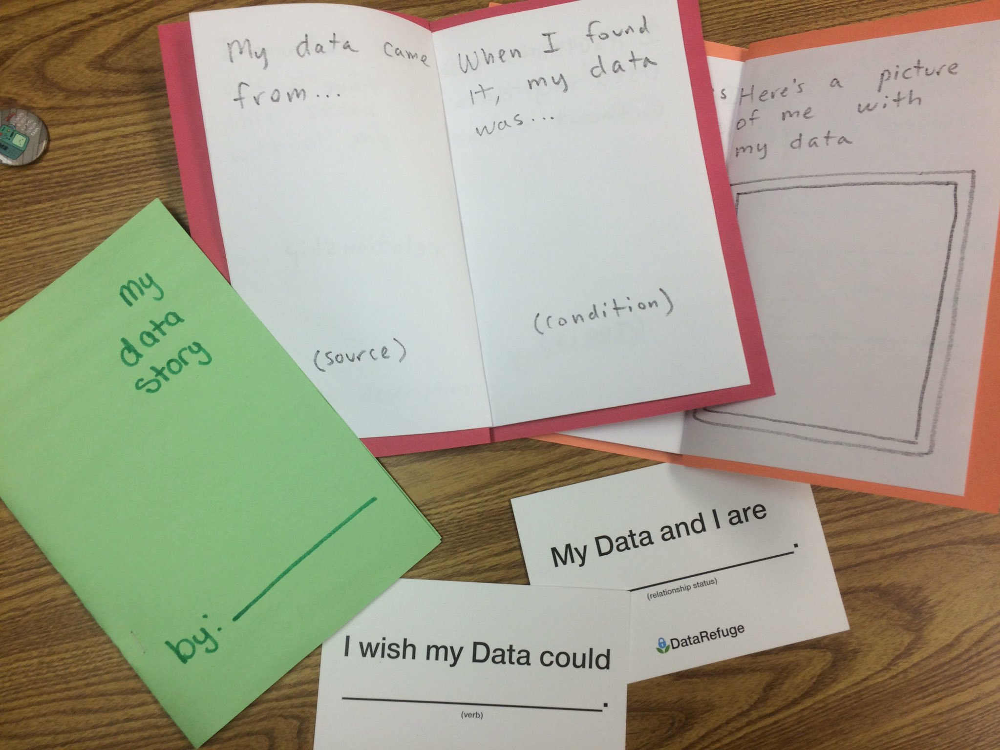 My data came
from...
(source)
When I found
it, my data
was...
(condition)
's
Here's a picture
of me with
my data
my
data
story
by:
My Data and I are
.
(relationship status)
DataRefuge
I wish my Data could
.
(verb)
relationship